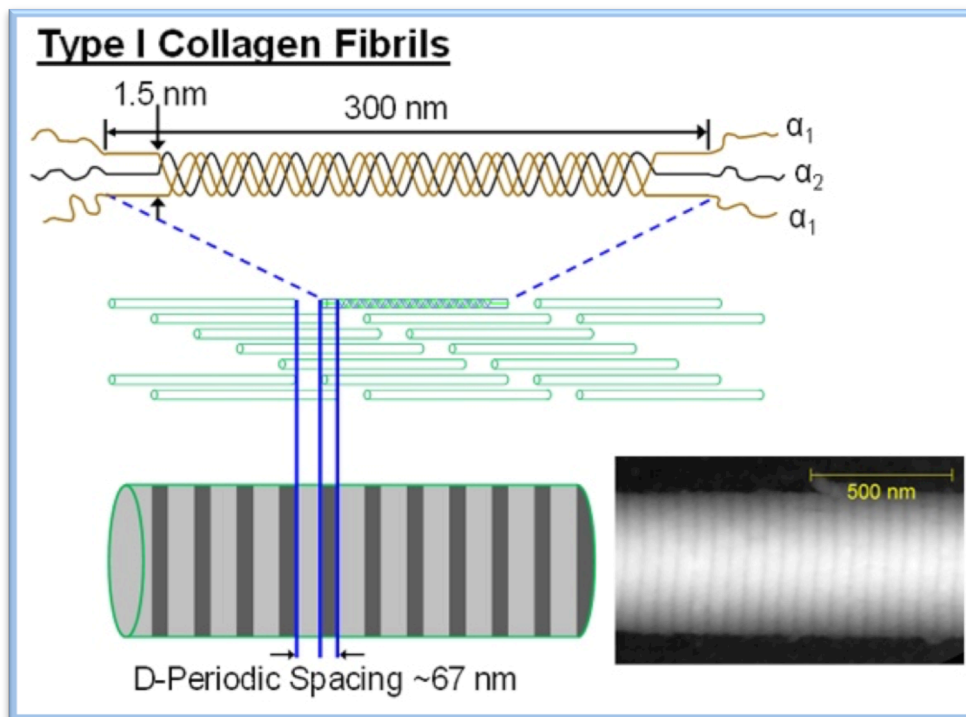 Type I Collagen Fibrils
1.5 nm
300 nm
α₁
α₂
α₁
500 nm
D-Periodic Spacing ~67 nm